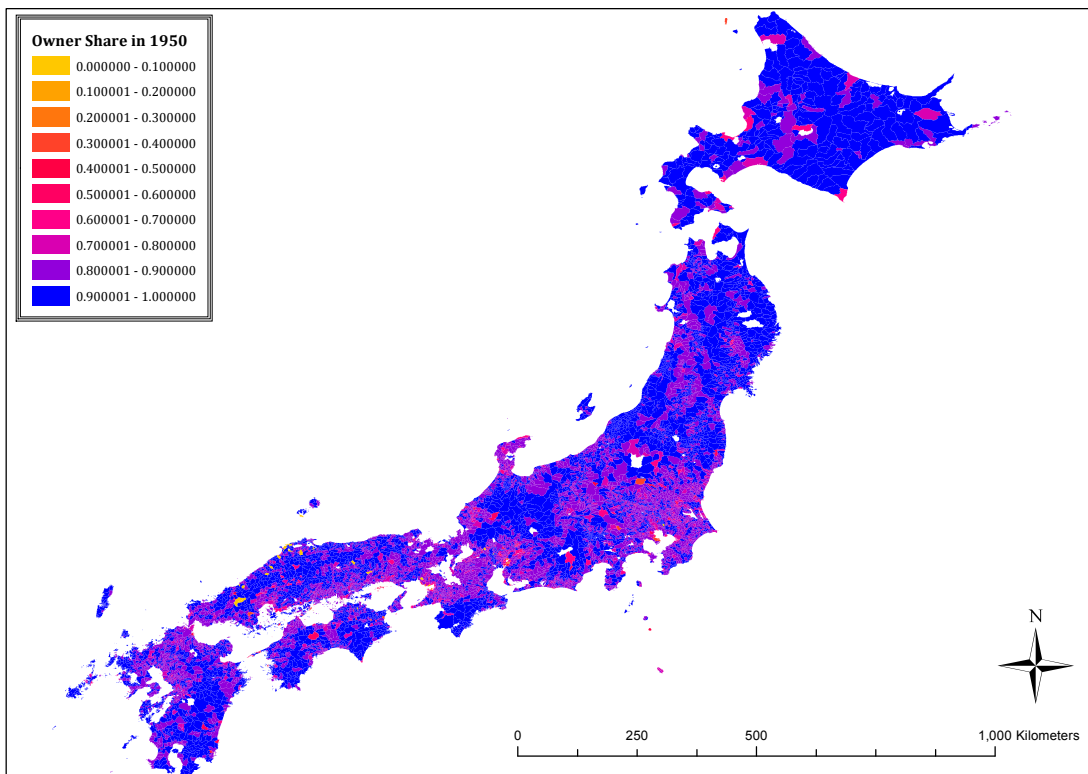 Owner Share in 1950
0.000000 - 0.100000
0.100001 - 0.200000
0.200001 - 0.300000
0.300001 - 0.400000
0.400001 - 0.500000
0.500001 - 0.600000
0.600001 - 0.700000
0.700001 - 0.800000
0.800001 - 0.900000
0.900001 - 1.000000
N
0 250 500 1,000 Kilometers